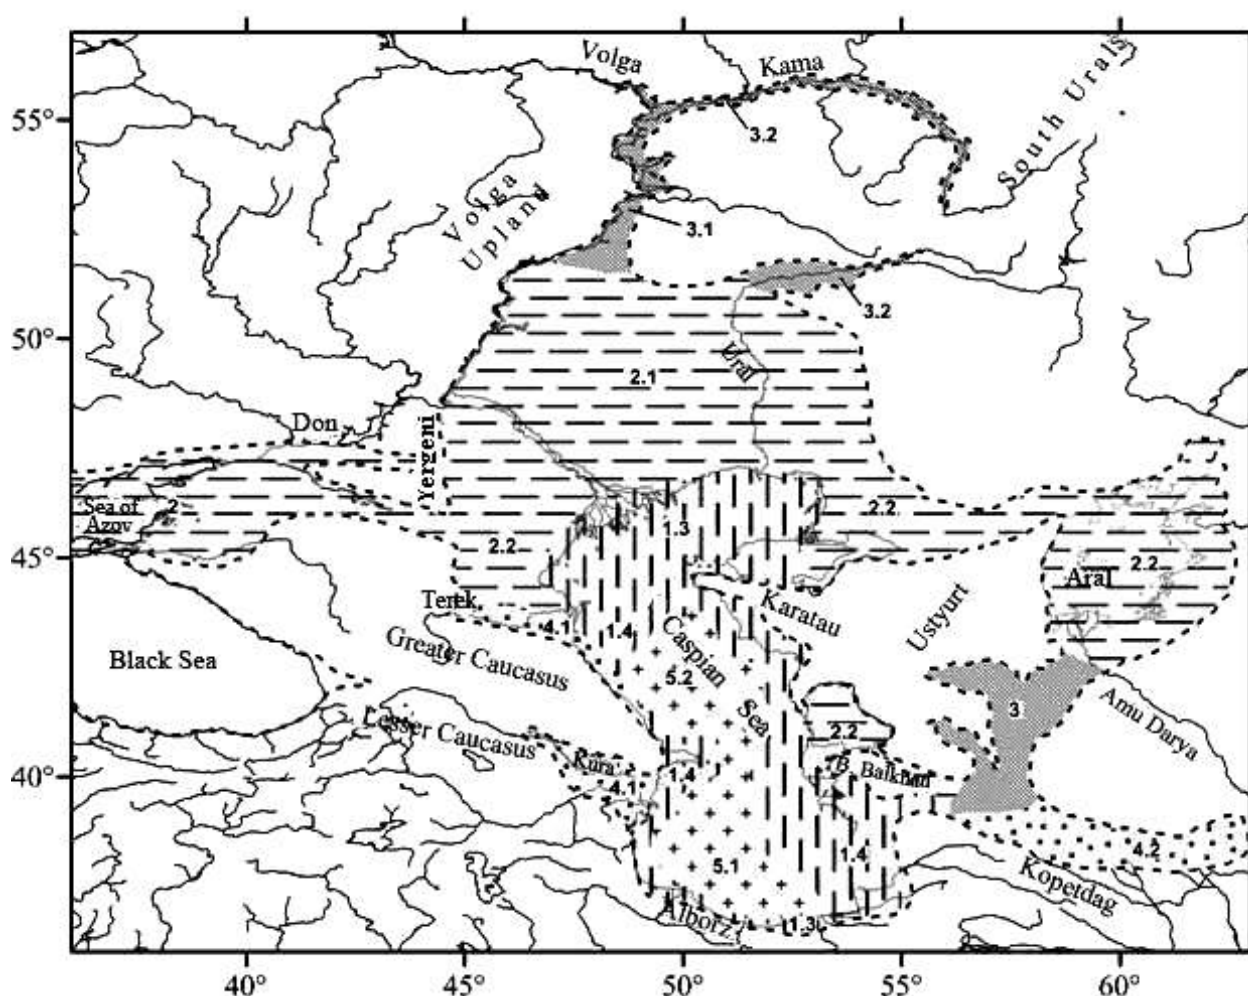 Volga
Kama
South Urals
55°
3.2
Volga
Upland
3.1
3.2
50°
Ural
2.1
Don
Yergeni
Sea of
Azov
2
2.2
1.3
2.2
45°
2.2
Aral
2.2
Terek
4.1
1.4
Karatau
Ustyurt
Black Sea
Greater Caucasus
Caspian
Sea
5.2
3
Amu Darya
Lesser Caucasus
2.2
Kura
40°
4.1
1.4
B. Balkhan
5.1
1.4
4.2
Kopetdag
Alborz
1.3
40°
45°
50°
55°
60°